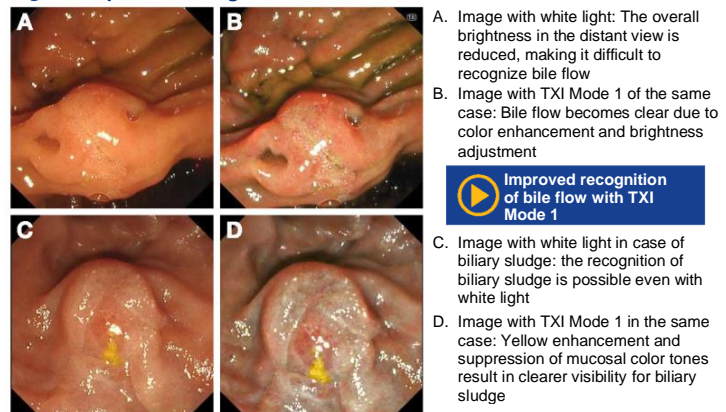 A
B
TXI
C
D
A. Image with white light: The overall
brightness in the distant view is
reduced, making it difficult to
recognize bile flow
B. Image with TXI Mode 1 of the same
case: Bile flow becomes clear due to
color enhancement and brightness
adjustment
Improved recognition
of bile flow with TXI
Mode 1
C. Image with white light in case of
biliary sludge: the recognition of
biliary sludge is possible even with
white light
D. Image with TXI Mode 1 in the same
case: Yellow enhancement and
suppression of mucosal color tones
result in clearer visibility for biliary
sludge